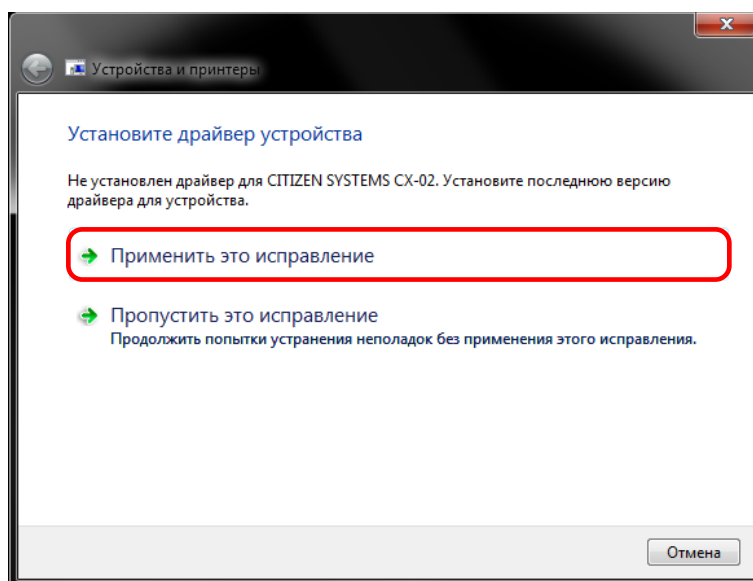 Устройства и принтеры
Установите драйвер устройства
Не установлен драйвер для CITIZEN SYSTEMS CX-02. Установите последнюю версию
драйвера для устройства.
Применить это исправление
Пропустить это исправление
Продолжить попытки устранения неполадок без применения этого исправления.
Отмена